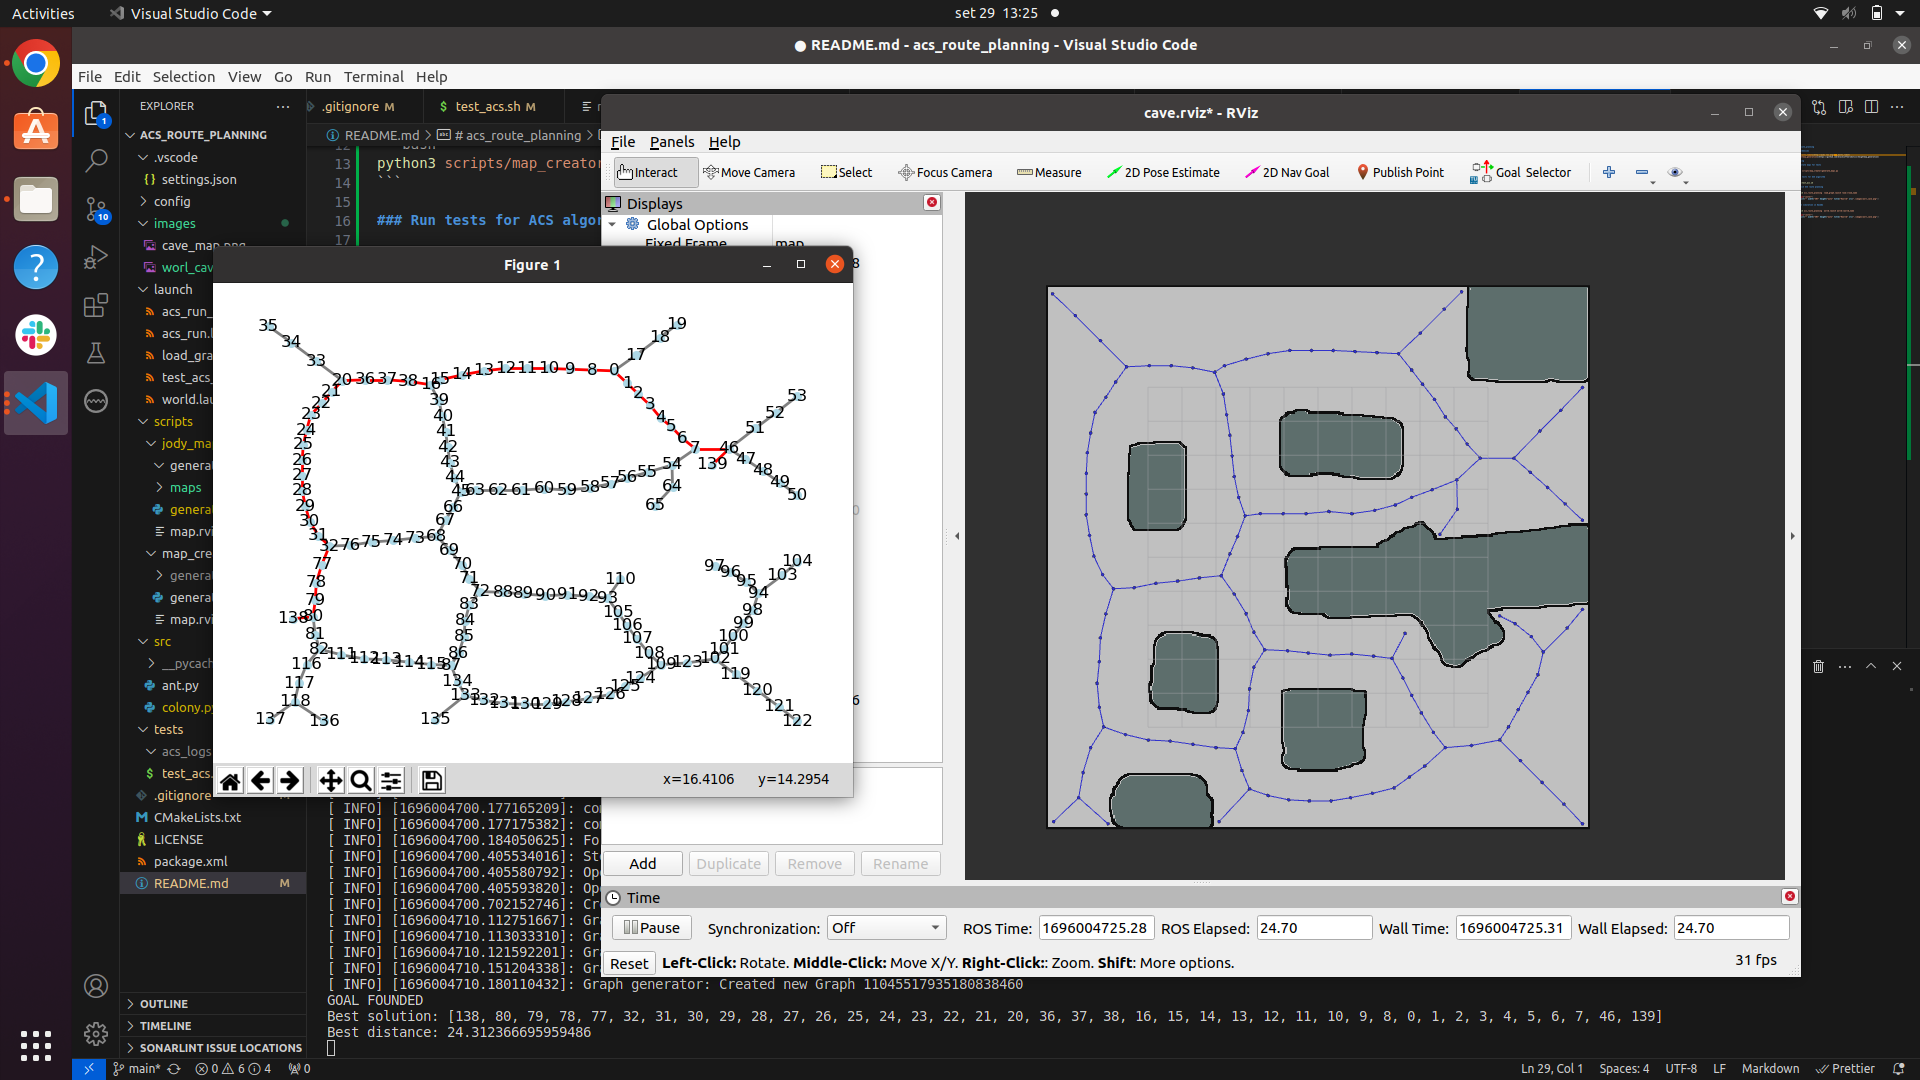 Activities
Visual Studio Code
set 29 13:25
● README.md - acs_route_planning - Visual Studio Code
File Edit Selection View Go Run Terminal Help
EXPLORER
ACS_ROUTE_PLANNING
.vscode
settings.json
config
images
cave_map.png
worl_cav
launch
acs_run_
acs_run.l
load_gra
test_acs_
world.lau
scripts
jody_ma
general
maps
general
map.rvi
map_cre
general
general
map.rvi
src
__pycach
ant.py
colony.py
tests
acs_logs
test_acs.
.gitignore
CMakeLists.txt
LICENSE
package.xml
README.md M
OUTLINE
TIMELINE
SONARLINT ISSUE LOCATIONS
1
10
.gitignore M
$ test_acs.sh M
README.md > # acs_route_planning >
13 python3 scripts/map_creator
14 ```
15
16 ### Run tests for ACS algor
17
cave.rviz* - RViz
File Panels Help
Interact Move Camera Select Focus Camera Measure 2D Pose Estimate 2D Nav Goal Publish Point Goal Selector
Displays
Global Options
Fixed Frame map
Figure 1
35
34
33
19
18
17
20 36 37 38 16 15 14 13 12 11 10 9 8 0
21
22
23
24
25
26
27
28
29
30
31
32
1
2
3
4
5
6
7
46
139
47
48
49
50
51
52
53
39
40
41
42
43
44
45
63 62 61 60 59 58 57 56 55 54
64
65
66
67
68
76 75 74 73
69
70
71
72
77
78
79
80
138
81
82
83
84
85
86
87
88 89 90 91 92 93
110
105
106
107
108
109
97
96
95
94
103
104
98
99
100
101
102
123
124
125
126
127
128
129
130
131
132
133
134
135
111 112 113 114 115
116
117
118
137
136
119
120
121
122
x=16.4106 y=14.2954
Add Duplicate Remove Rename
Time
Pause Synchronization: Off ROS Time: 1696004725.28 ROS Elapsed: 24.70 Wall Time: 1696004725.31 Wall Elapsed: 24.70
Reset Left-Click: Rotate. Middle-Click: Move X/Y. Right-Click:: Zoom. Shift: More options.
31 fps
[ INFO] [1696004700.177165209]: co
[ INFO] [1696004700.177175382]: co
[ INFO] [1696004700.184050625]: Fo
[ INFO] [1696004700.405534016]: St
[ INFO] [1696004700.405580792]: Op
[ INFO] [1696004700.405593820]: Op
[ INFO] [1696004700.702152746]: Cr
[ INFO] [1696004710.112751667]: Gr
[ INFO] [1696004710.113033310]: Gr
[ INFO] [1696004710.121592201]: Gr
[ INFO] [1696004710.151204338]: Gr
[ INFO] [1696004710.180110432]: Graph generator: Created new Graph 11045517935180838460
GOAL FOUNDED
Best solution: [138, 80, 79, 78, 77, 32, 31, 30, 29, 28, 27, 26, 25, 24, 23, 22, 21, 20, 36, 37, 38, 16, 15, 14, 13, 12, 11, 10, 9, 8, 0, 1, 2, 3, 4, 5, 6, 7, 46, 139]
Best distance: 24.312366695959486
main* 0 6 4 0
Ln 29, Col 1 Spaces: 4 UTF-8 LF Markdown Prettier